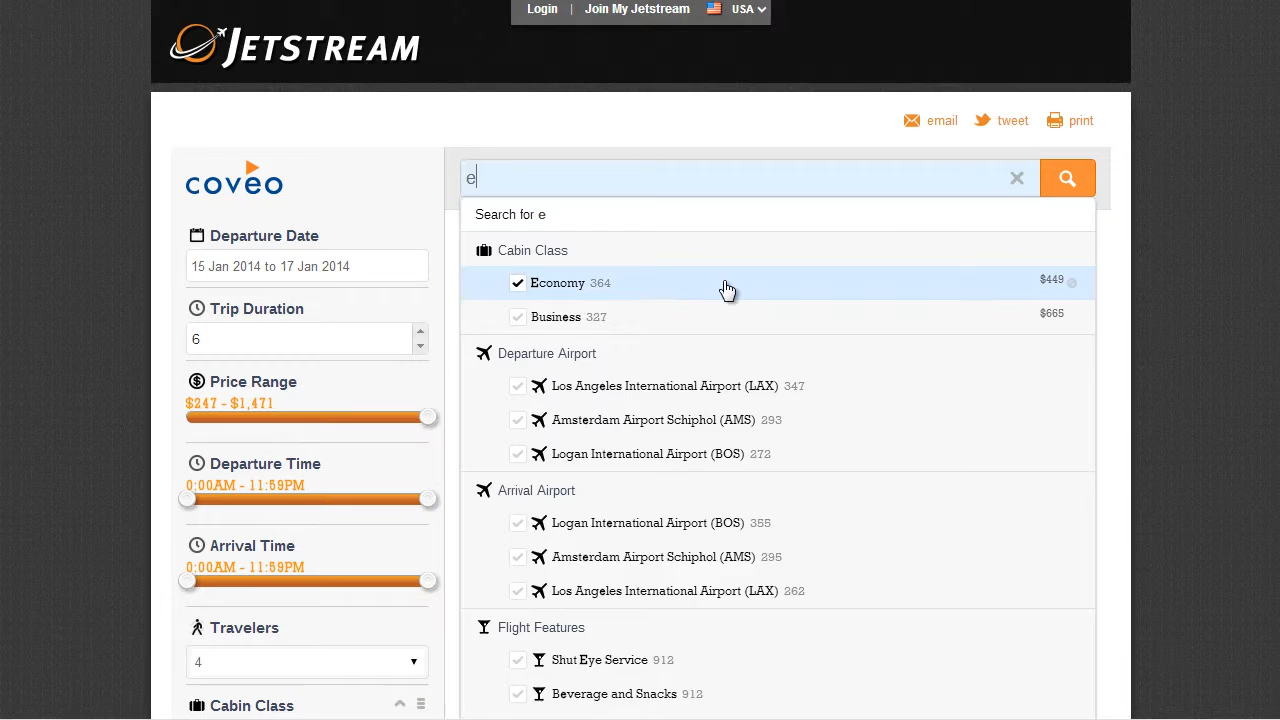 Login | Join My Jetstream USA
JETSTREAM
email tweet print
coveo
Departure Date
15 Jan 2014 to 17 Jan 2014
Trip Duration
6
Price Range
$247 - $1,471
Departure Time
0:00AM - 11:59PM
Arrival Time
0:00AM - 11:59PM
Travelers
4
Cabin Class
e
Search for e
Cabin Class
Economy 364 $449
Business 327 $665
Departure Airport
Los Angeles International Airport (LAX) 347
Amsterdam Airport Schiphol (AMS) 293
Logan International Airport (BOS) 272
Arrival Airport
Logan International Airport (BOS) 355
Amsterdam Airport Schiphol (AMS) 295
Los Angeles International Airport (LAX) 262
Flight Features
Shut Eye Service 912
Beverage and Snacks 912